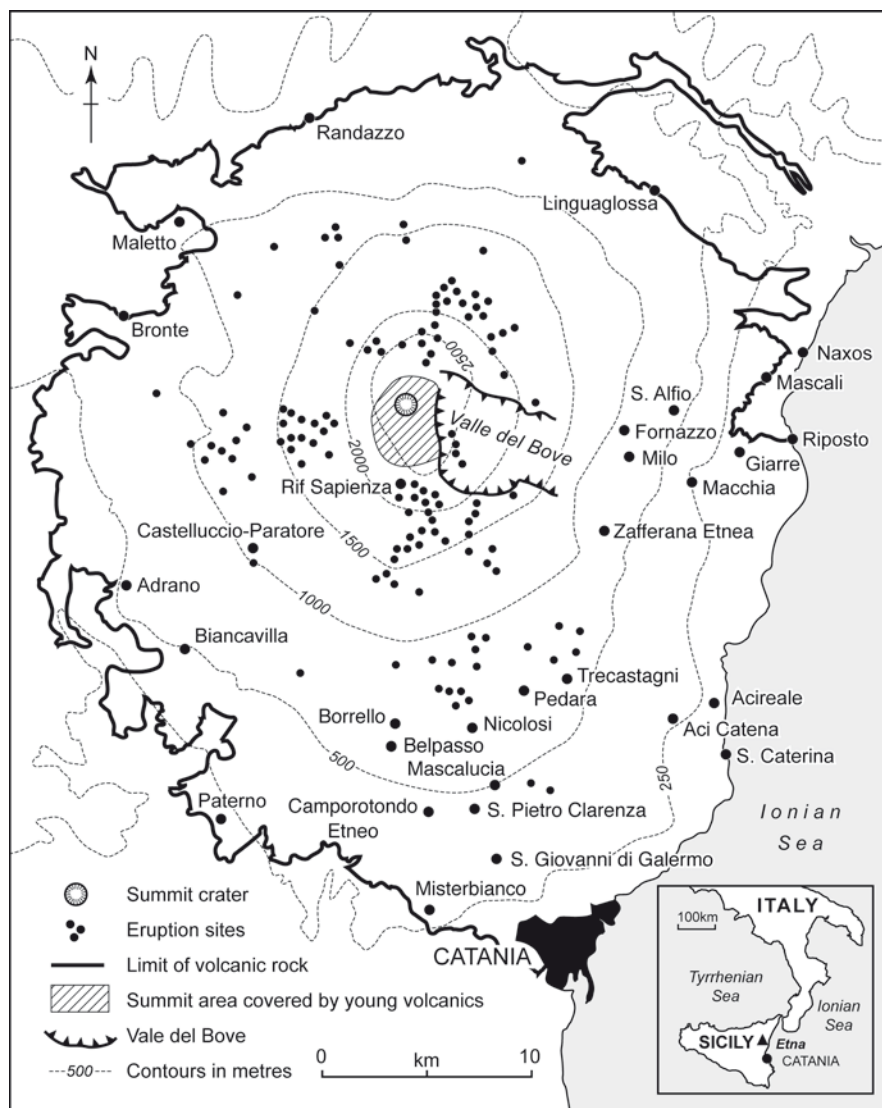 N
Randazzo
Linguaglossa
Maletto
Bronte
2500
Naxos
S. Alfio
Mascali
Valle del Bove
Fornazzo
Riposto
2000
Milo
Giarre
Rif Sapienza
Macchia
Castelluccio-Paratore
1500
Zafferana Etnea
Adrano
1000
Biancavilla
Trecastagni
Pedara
Acireale
Borrello
Nicolosi
Aci Catena
Belpasso
500
Mascalucia
250
S. Caterina
Paterno
Camporotondo
Etneo
S. Pietro Clarenza
Ionian
Sea
S. Giovanni di Galermo
Misterbianco
CATANIA
Summit crater
Eruption sites
Limit of volcanic rock
Summit area covered by young volcanics
Vale del Bove
500 Contours in metres
0 km 10
100km
ITALY
Tyrrhenian
Sea
Ionian
Sea
SICILY
Etna
CATANIA